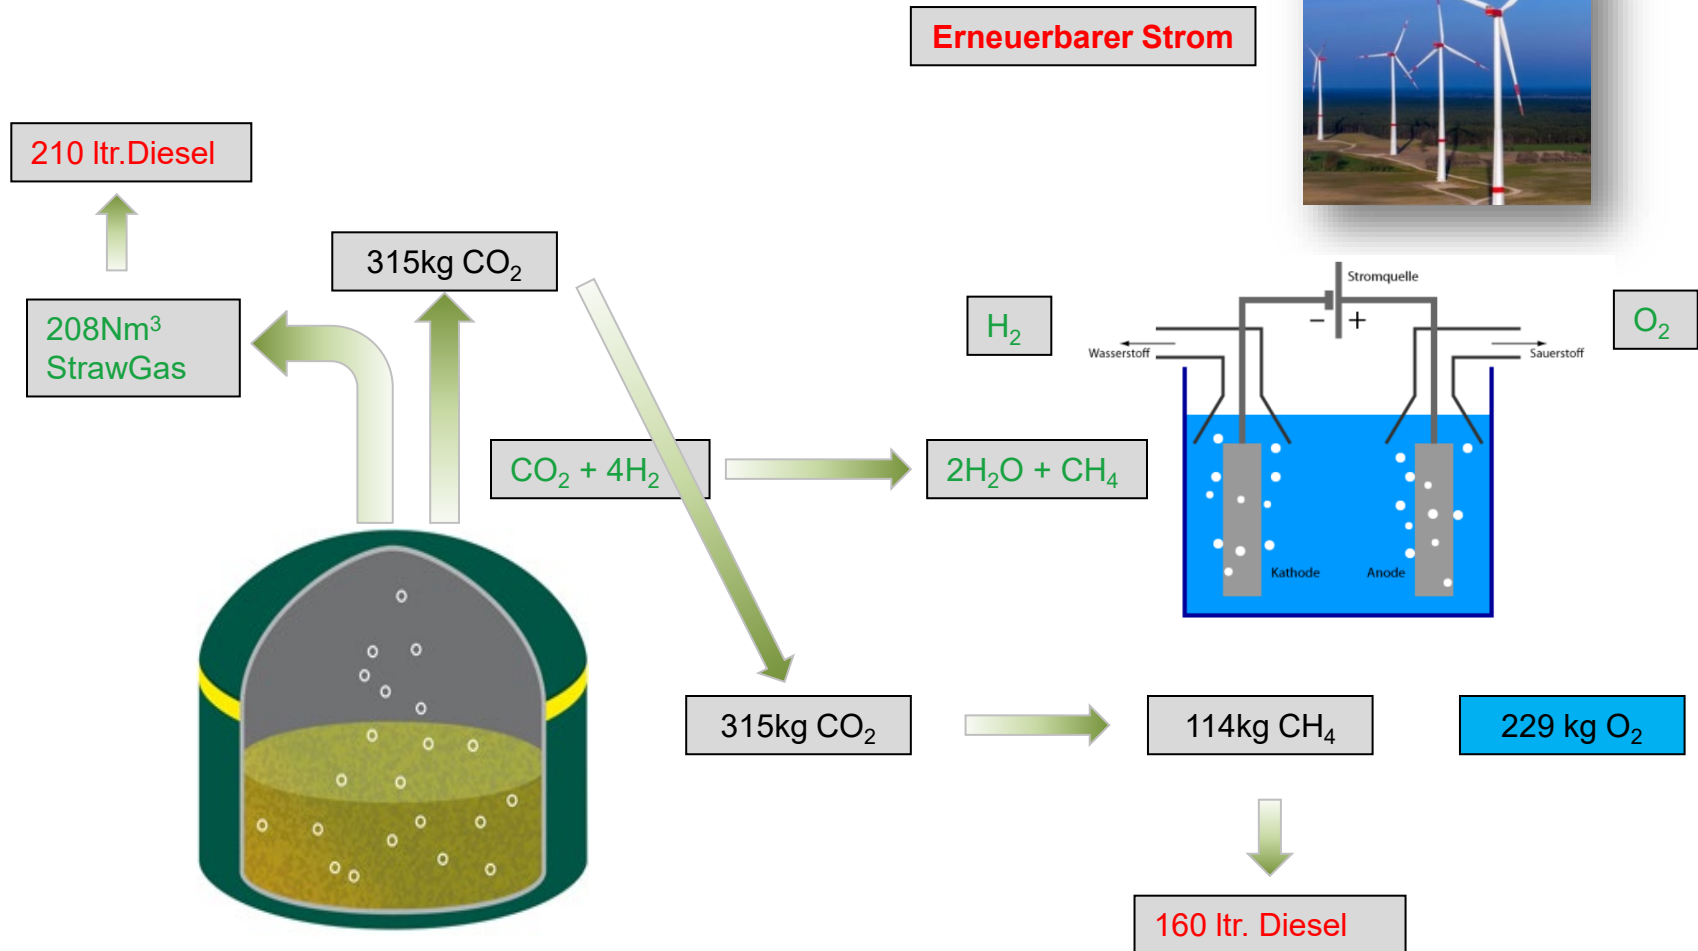 Erneuerbarer Strom
210 ltr.Diesel
315kg CO₂
208Nm³
StrawGas
H₂
Stromquelle
− +
Wasserstoff
Sauerstoff
O₂
CO₂ + 4H₂
2H₂O + CH₄
Kathode
Anode
315kg CO₂
114kg CH₄
229 kg O₂
160 ltr. Diesel